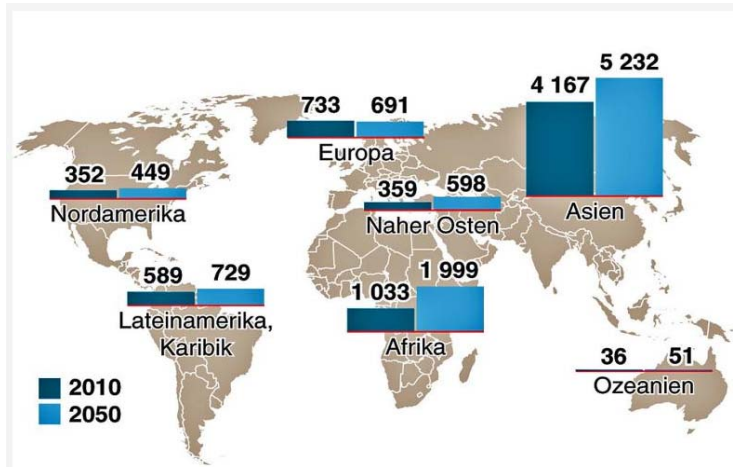 5 232
4 167
733 691
Europa
352 449
Nordamerika
359 598
Naher Osten
Asien
589 729
Lateinamerika,
Karibik
1 999
1 033
Afrika
36 51
Ozeanien
2010
2050